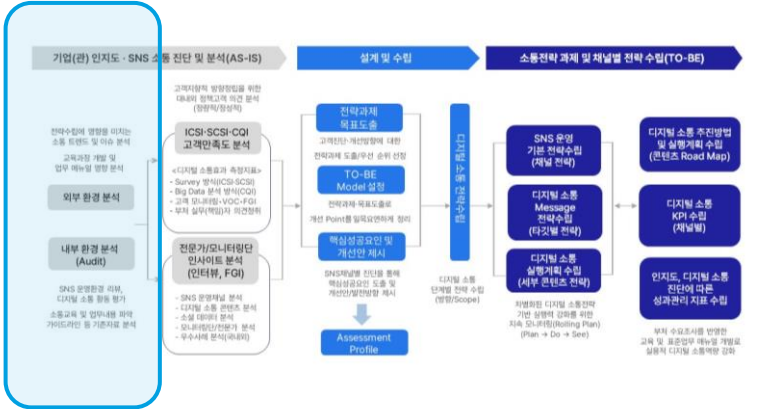 기업(관) 인지도·SNS 소통 진단 및 분석(AS-IS)
설계 및 수립
소통전략 과제 및 채널별 전략 수립(TO-BE)
전략수립에 영향을 미치는
소통 트렌드 및 이슈 분석
교육과정 개발 및
업무 메뉴얼 영향 분석
외부 환경 분석
내부 환경 분석
(Audit)
SNS 운영환경 리뷰,
디지털 소통 활동 평가
소통교육 및 업무내용 파악
가이드라인 등 기존자료 분석
고객지향적 방향정립을 위한
대내외 정책고객 의견 분석
(정량적/정성적)
ICSI·SCSI·CQI
고객만족도 분석
<디지털 소통효과 측정지표>
- Survey 방식(ICSI·SCSI)
- Big Data 분석 방식(CQI)
- 고객 모니터링·VOC·FGI
- 부처 실무(책임)자 의견청취
전문가/모니터링단
인사이트 분석
(인터뷰, FGI)
- SNS 운영채널 분석
- 디지털 소통 콘텐츠 분석
- 소셜 데이터 분석
- 모니터링단/전문가 분석
- 우수사례 분석(국내외)
전략과제
목표도출
고객진단·개선방향에 대한
전략과제 도출/우선 순위 선정
TO-BE
Model 설정
전략과제·목표도출로
개선 Point를 일목요연하게 정리
핵심성공요인 및
개선안 제시
SNS채널별 진단을 통해
핵심성공요인 도출 및
개선안/발전방향 제시
Assessment
Profile
디지털 소통 전략수립
디지털 소통
단계별 전략 수립
(방향/Scope)
SNS 운영
기본 전략수립
(채널 전략)
디지털 소통
Message
전략수립
(타깃별 전략)
디지털 소통
실행계획 수립
(세부 콘텐츠 전략)
차별화된 디지털 소통전략
기반 실행력 강화를 위한
지속 모니터링(Rolling Plan)
(Plan → Do → See)
디지털 소통 추진방법
및 실행계획 수립
(콘텐츠 Road Map)
디지털 소통
KPI 수립
(채널별)
인지도, 디지털 소통
진단에 따른
성과관리 지표 수립
부처 수요조사를 반영한
교육 및 표준업무 메뉴얼 개발로
실용적 디지털 소통역량 강화